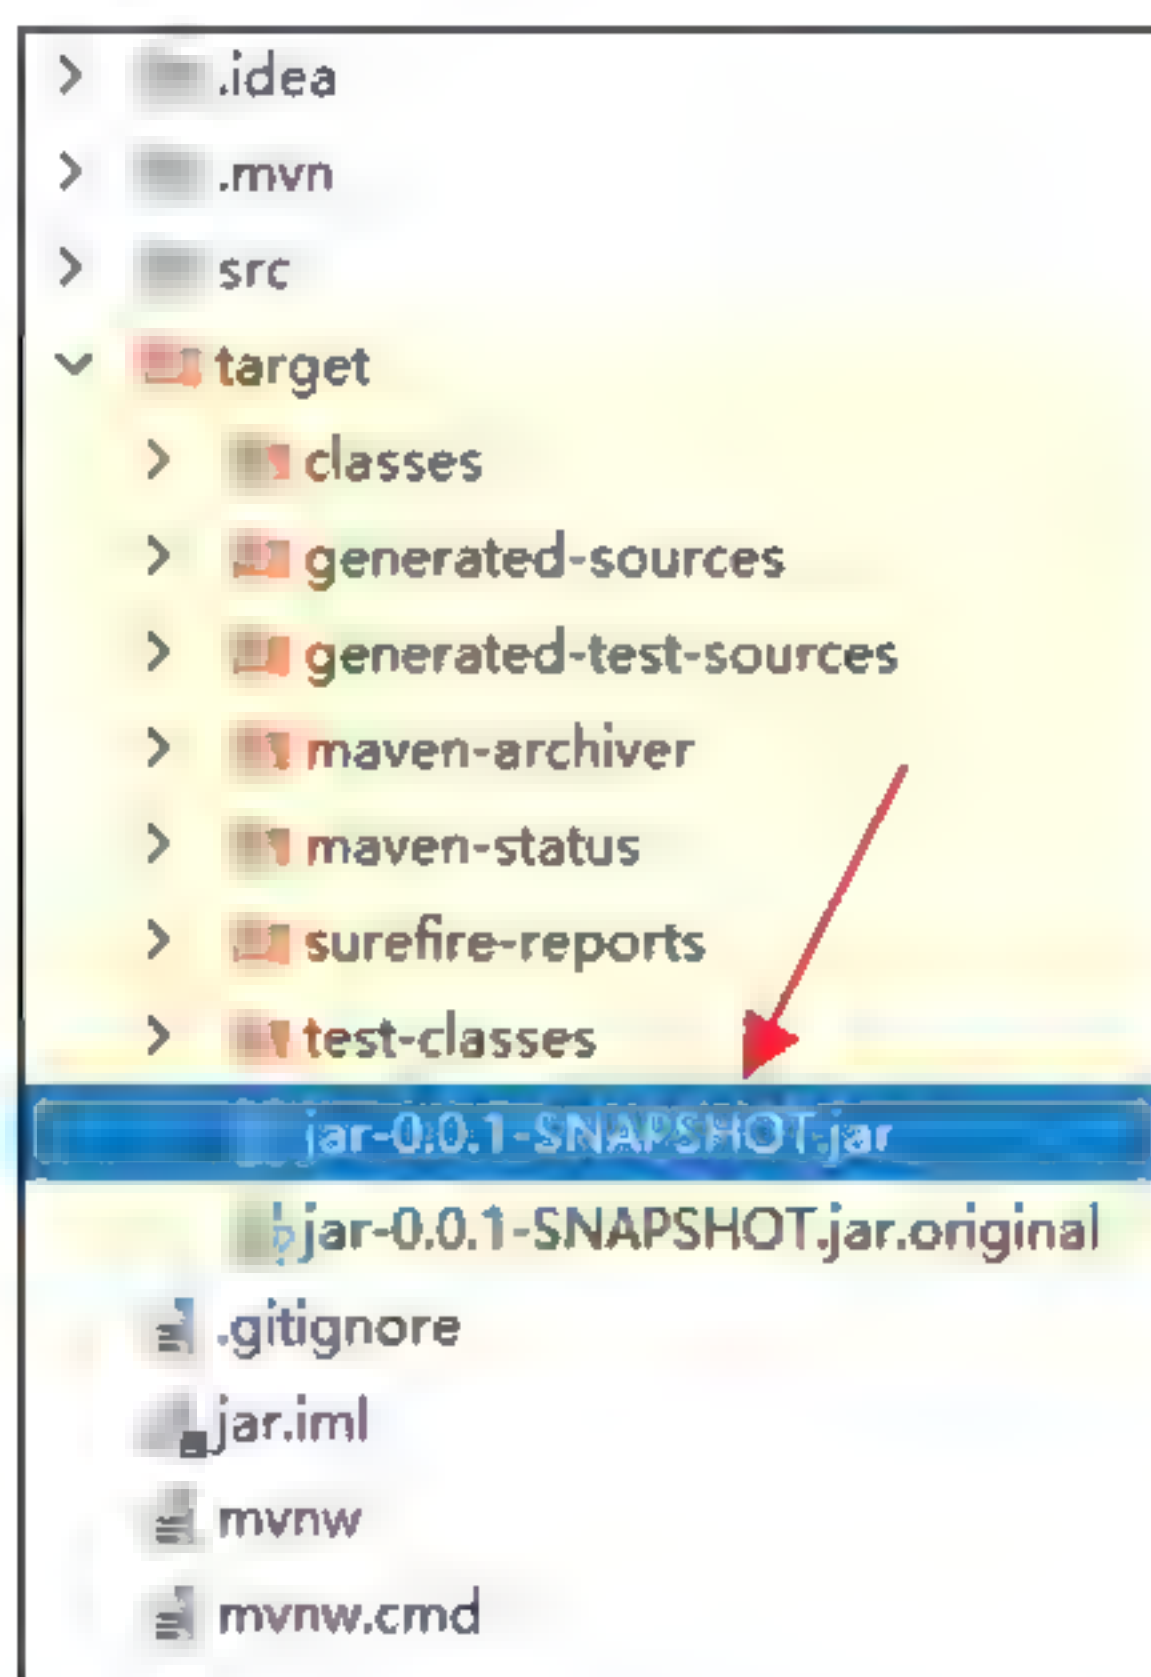 .idea
.mvn
src
target
classes
generated-sources
generated-test-sources
maven-archiver
maven-status
surefire-reports
test-classes
jar-0.0.1-SNAPSHOT.jar
jar-0.0.1-SNAPSHOT.jar.original
.gitignore
jar.iml
mvnw
mvnw.cmd